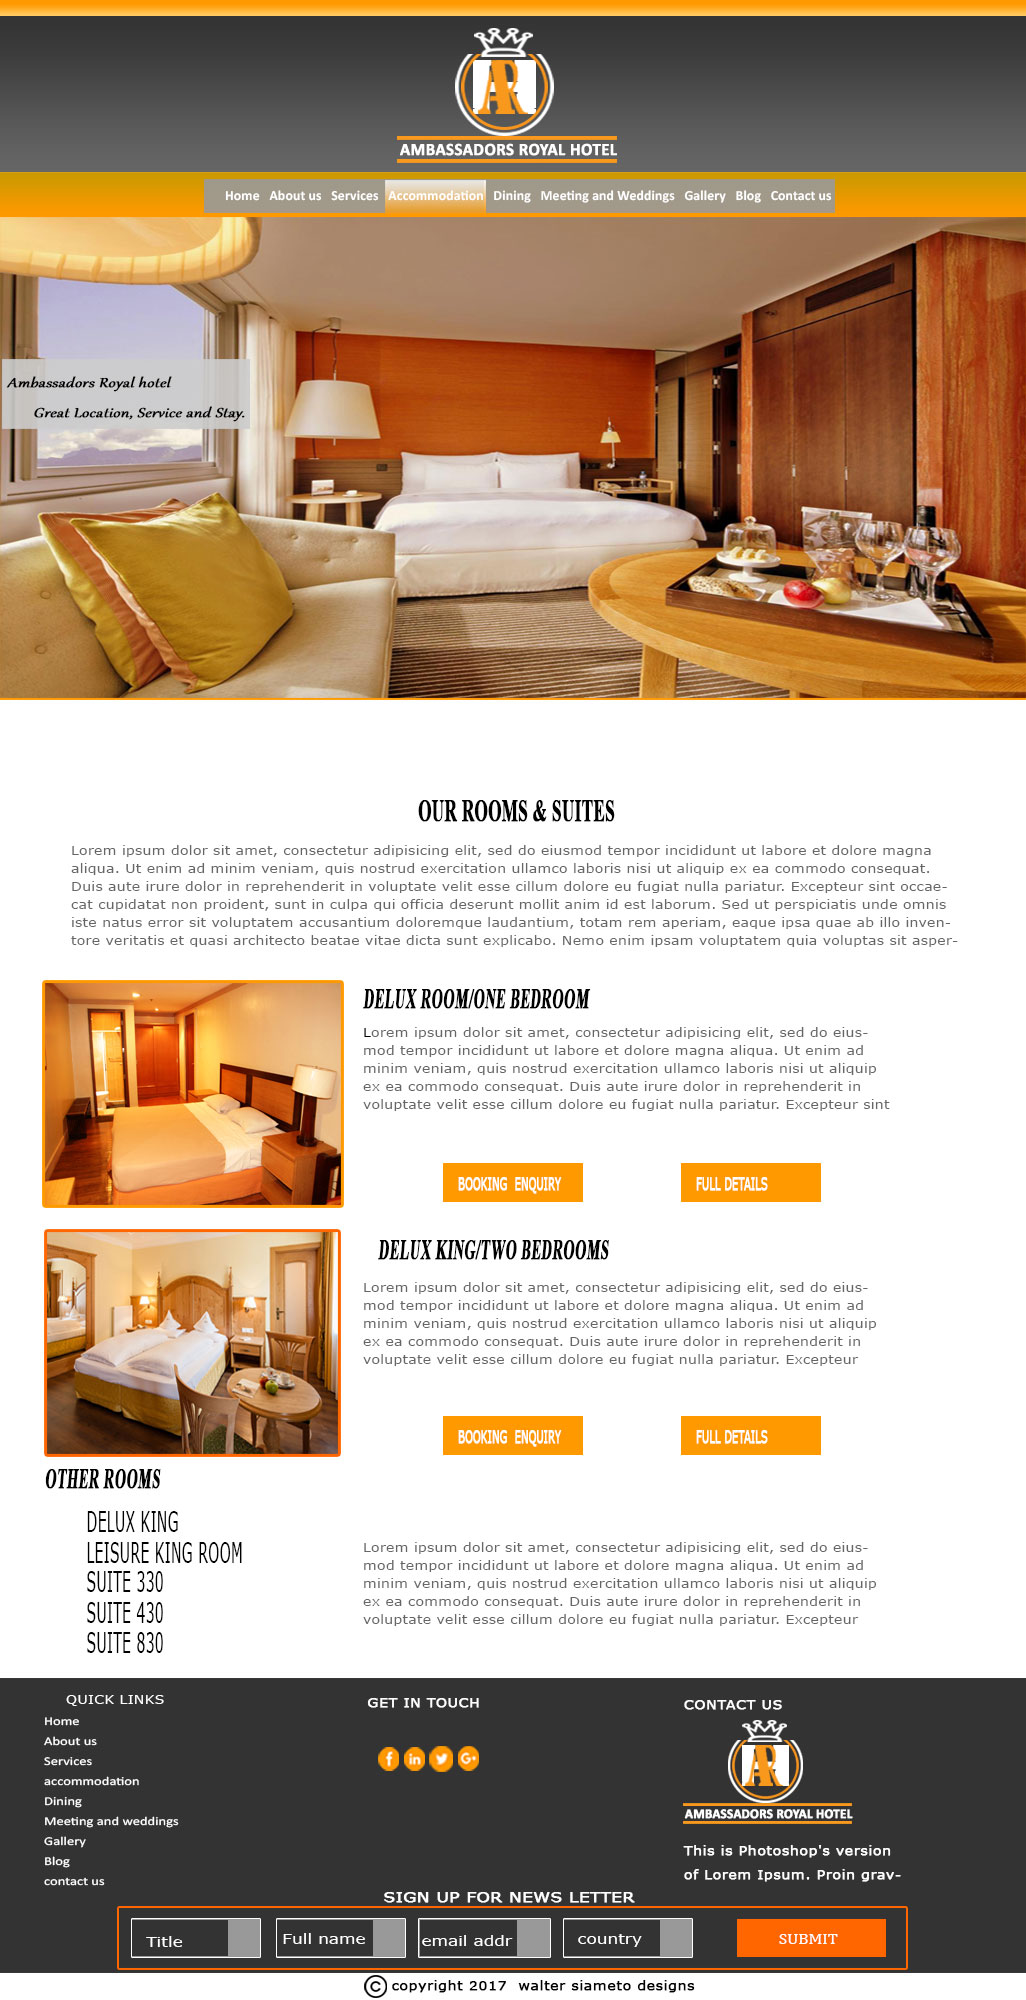 AR
AMBASSADORS ROYAL HOTEL
Home About us Services Accommodation Dining Meeting and Weddings Gallery Blog Contact us
Ambassadors Royal hotel
Great Location, Service and Stay.
OUR ROOMS & SUITES
Lorem ipsum dolor sit amet, consectetur adipisicing elit, sed do eiusmod tempor incididunt ut labore et dolore magna
aliqua. Ut enim ad minim veniam, quis nostrud exercitation ullamco laboris nisi ut aliquip ex ea commodo consequat.
Duis aute irure dolor in reprehenderit in voluptate velit esse cillum dolore eu fugiat nulla pariatur. Excepteur sint occae-
cat cupidatat non proident, sunt in culpa qui officia deserunt mollit anim id est laborum. Sed ut perspiciatis unde omnis
iste natus error sit voluptatem accusantium doloremque laudantium, totam rem aperiam, eaque ipsa quae ab illo inven-
tore veritatis et quasi architecto beatae vitae dicta sunt explicabo. Nemo enim ipsam voluptatem quia voluptas sit asper-
DELUX ROOM/ONE BEDROOM
Lorem ipsum dolor sit amet, consectetur adipisicing elit, sed do eius-
mod tempor incididunt ut labore et dolore magna aliqua. Ut enim ad
minim veniam, quis nostrud exercitation ullamco laboris nisi ut aliquip
ex ea commodo consequat. Duis aute irure dolor in reprehenderit in
voluptate velit esse cillum dolore eu fugiat nulla pariatur. Excepteur sint
BOOKING ENQUIRY FULL DETAILS
DELUX KING/TWO BEDROOMS
Lorem ipsum dolor sit amet, consectetur adipisicing elit, sed do eius-
mod tempor incididunt ut labore et dolore magna aliqua. Ut enim ad
minim veniam, quis nostrud exercitation ullamco laboris nisi ut aliquip
ex ea commodo consequat. Duis aute irure dolor in reprehenderit in
voluptate velit esse cillum dolore eu fugiat nulla pariatur. Excepteur
BOOKING ENQUIRY FULL DETAILS
OTHER ROOMS
DELUX KING
LEISURE KING ROOM
SUITE 330
SUITE 430
SUITE 830
Lorem ipsum dolor sit amet, consectetur adipisicing elit, sed do eius-
mod tempor incididunt ut labore et dolore magna aliqua. Ut enim ad
minim veniam, quis nostrud exercitation ullamco laboris nisi ut aliquip
ex ea commodo consequat. Duis aute irure dolor in reprehenderit in
voluptate velit esse cillum dolore eu fugiat nulla pariatur. Excepteur
QUICK LINKS
Home
About us
Services
accommodation
Dining
Meeting and weddings
Gallery
Blog
contact us
GET IN TOUCH
f in G+
CONTACT US
AR
AMBASSADORS ROYAL HOTEL
This is Photoshop's version
of Lorem Ipsum. Proin grav-
SIGN UP FOR NEWS LETTER
Title Full name email addr country SUBMIT
© copyright 2017 walter siameto designs